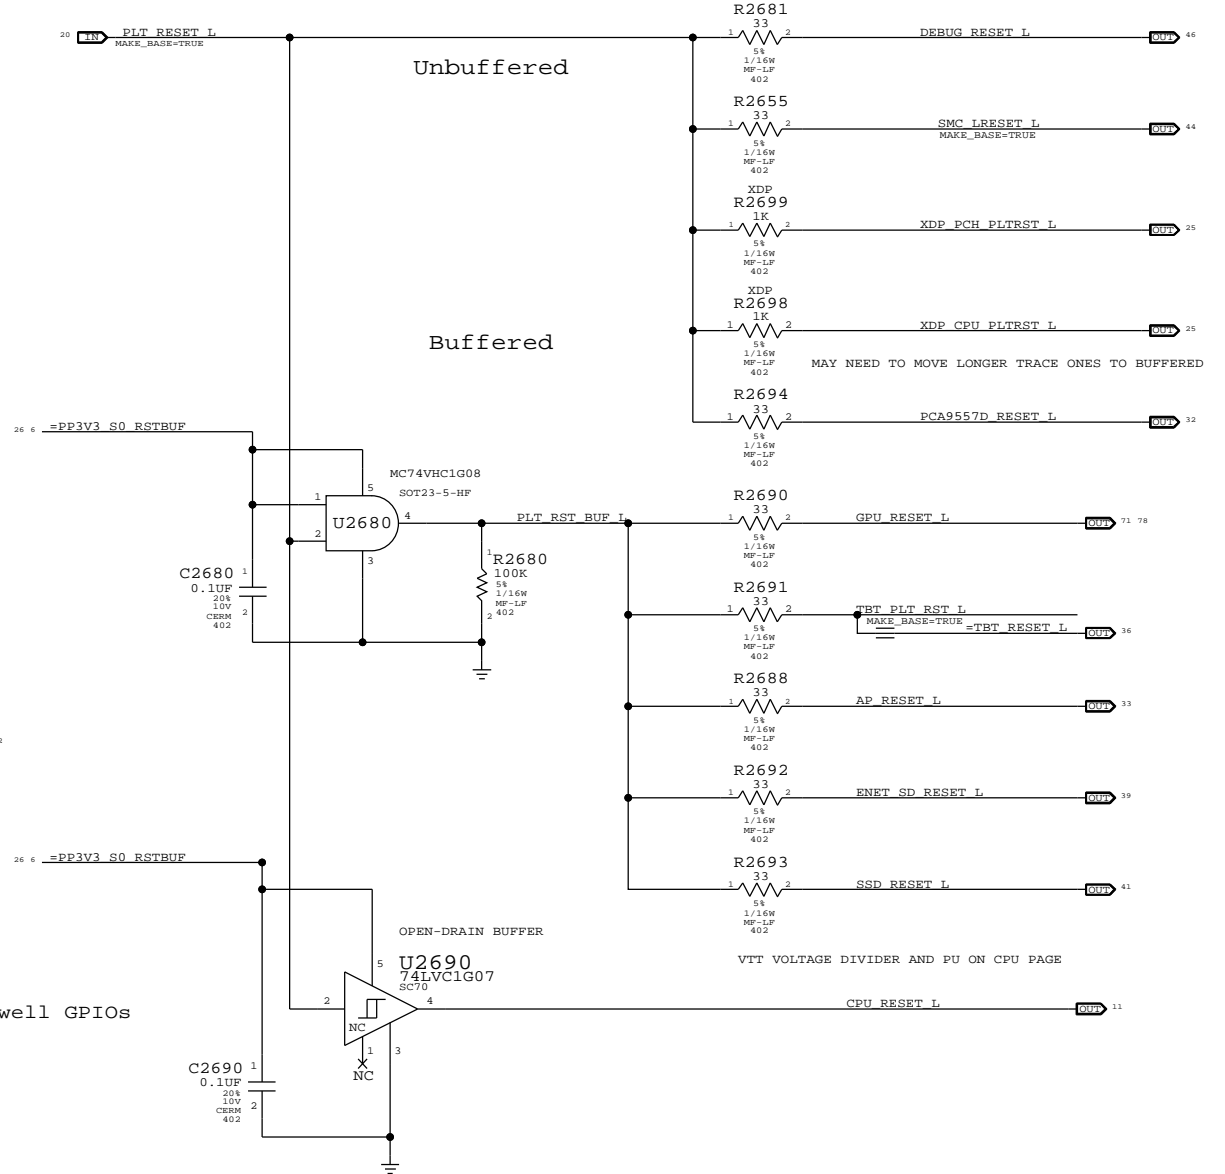 R2681
33
20 IN PLT_RESET_L 1 2 DEBUG_RESET_L OUT 46
MAKE_BASE=TRUE
5%
1/16W
MF-LF
402
Unbuffered
R2655
33
1 2 SMC_LRESET_L OUT 44
MAKE_BASE=TRUE
5%
1/16W
MF-LF
402
XDP
R2699
1K
1 2 XDP_PCH_PLTRST_L OUT 25
5%
1/16W
MF-LF
402
XDP
R2698
1K
1 2 XDP_CPU_PLTRST_L OUT 25
5%
1/16W
MF-LF
402
Buffered
MAY NEED TO MOVE LONGER TRACE ONES TO BUFFERED
R2694
33
1 2 PCA9557D_RESET_L OUT 32
5%
1/16W
MF-LF
402
26 6 =PP3V3_S0_RSTBUF
MC74VHC1G08
SOT23-5-HF
5
1
U2680
4
2
3
PLT_RST_BUF_L
R2690
33
1 2 GPU_RESET_L OUT 71 78
5%
1/16W
MF-LF
402
C2680
1
0.1UF
20%
10V
CERM
402
2
1
R2680
100K
5%
1/16W
MF-LF
402
2
R2691
33
1 2 TBT_PLT_RST_L
MAKE_BASE=TRUE
=TBT_RESET_L OUT 36
5%
1/16W
MF-LF
402
R2688
33
1 2 AP_RESET_L OUT 33
5%
1/16W
MF-LF
402
2
R2692
33
1 2 ENET_SD_RESET_L OUT 39
5%
1/16W
MF-LF
402
26 6 =PP3V3_S0_RSTBUF
R2693
33
1 2 SSD_RESET_L OUT 41
5%
1/16W
MF-LF
402
OPEN-DRAIN BUFFER
VTT VOLTAGE DIVIDER AND PU ON CPU PAGE
5
U2690
74LVC1G07
SC70
2
4
CPU_RESET_L OUT 11
NC
1
3
NC
well GPIOs
C2690
1
0.1UF
20%
10V
CERM
402
2